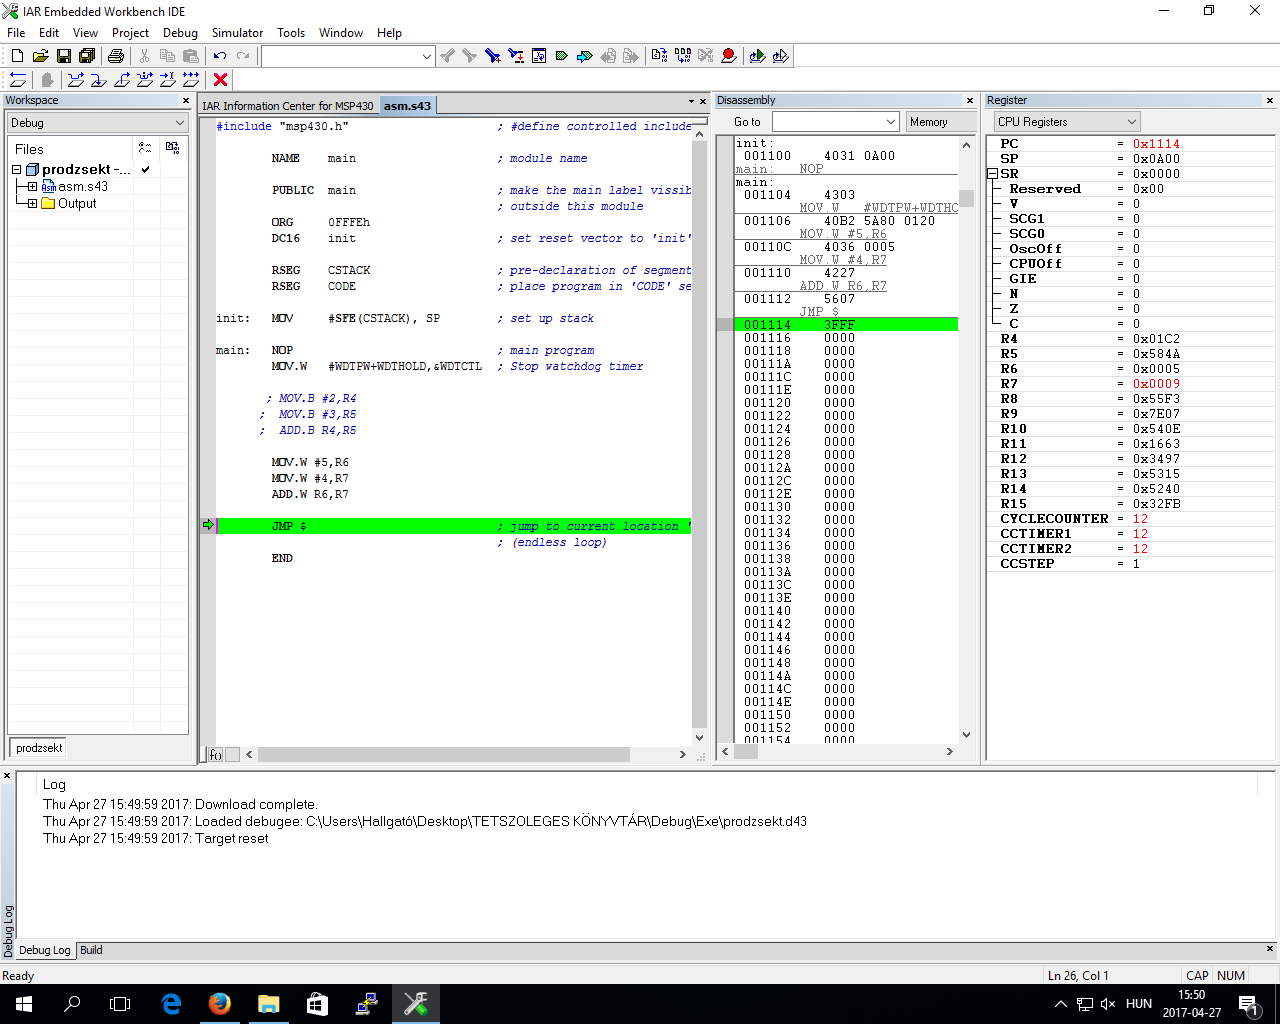 IAR Embedded Workbench IDE
File Edit View Project Debug Simulator Tools Window Help
Workspace
Debug
Files
prodzsekt -...
asm.s43
Output
prodzsekt
IAR Information Center for MSP430 asm.s43
#include "msp430.h" ; #define controlled include
NAME main ; module name
PUBLIC main ; make the main label vissib
; outside this module
ORG 0FFFEh
DC16 init ; set reset vector to 'init'
RSEG CSTACK ; pre-declaration of segment
RSEG CODE ; place program in 'CODE' se
init: MOV #SFE(CSTACK), SP ; set up stack
main: NOP ; main program
MOV.W #WDTPW+WDTHOLD,&WDTCTL ; Stop watchdog timer
; MOV.B #2,R4
; MOV.B #3,R5
; ADD.B R4,R5
MOV.W #5,R6
MOV.W #4,R7
ADD.W R6,R7
JMP $ ; jump to current location '
; (endless loop)
END
f()
Disassembly
Go to Memory
init:
001100 4031 0A00
main: NOP
main:
001104 4303
MOV.W #WDTPW+WDTHO
001106 40B2 5A80 0120
MOV.W #5,R6
00110C 4036 0005
MOV.W #4,R7
001110 4227
ADD.W R6,R7
001112 5607
JMP $
001114 3FFF
001116 0000
001118 0000
00111A 0000
00111C 0000
00111E 0000
001120 0000
001122 0000
001124 0000
001126 0000
001128 0000
00112A 0000
00112C 0000
00112E 0000
001130 0000
001132 0000
001134 0000
001136 0000
001138 0000
00113A 0000
00113C 0000
00113E 0000
001140 0000
001142 0000
001144 0000
001146 0000
001148 0000
00114A 0000
00114C 0000
00114E 0000
001150 0000
001152 0000
001154 0000
Register
CPU Registers
PC = 0x1114
SP = 0x0A00
SR = 0x0000
Reserved = 0x00
V = 0
SCG1 = 0
SCG0 = 0
OscOff = 0
CPUOff = 0
GIE = 0
N = 0
Z = 0
C = 0
R4 = 0x01C2
R5 = 0x584A
R6 = 0x0005
R7 = 0x0009
R8 = 0x55F3
R9 = 0x7E07
R10 = 0x540E
R11 = 0x1663
R12 = 0x3497
R13 = 0x5315
R14 = 0x5240
R15 = 0x32FB
CYCLECOUNTER = 12
CCTIMER1 = 12
CCTIMER2 = 12
CCSTEP = 1
Log
Thu Apr 27 15:49:59 2017: Download complete.
Thu Apr 27 15:49:59 2017: Loaded debugee: C:\Users\Hallgató\Desktop\TETSZOLEGES KÖNYVTÁR\Debug\Exe\prodzsekt.d43
Thu Apr 27 15:49:59 2017: Target reset
Debug Log
Debug Log Build
Ready Ln 26, Col 1 CAP NUM
HUN 15:50
2017-04-27
1